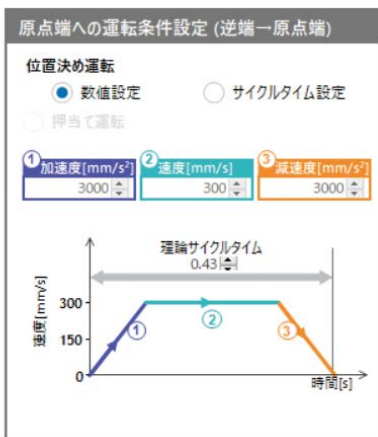 原点端への運転条件設定 (逆端→原点端)
位置決め運転
数値設定 サイクルタイム設定
押当て運転
①加速度[mm/s²] ②速度[mm/s] ③減速度[mm/s²]
3000 300 3000
理論サイクルタイム
0.43
速度[mm/s]
300
150
0
① ② ③
時間[s]